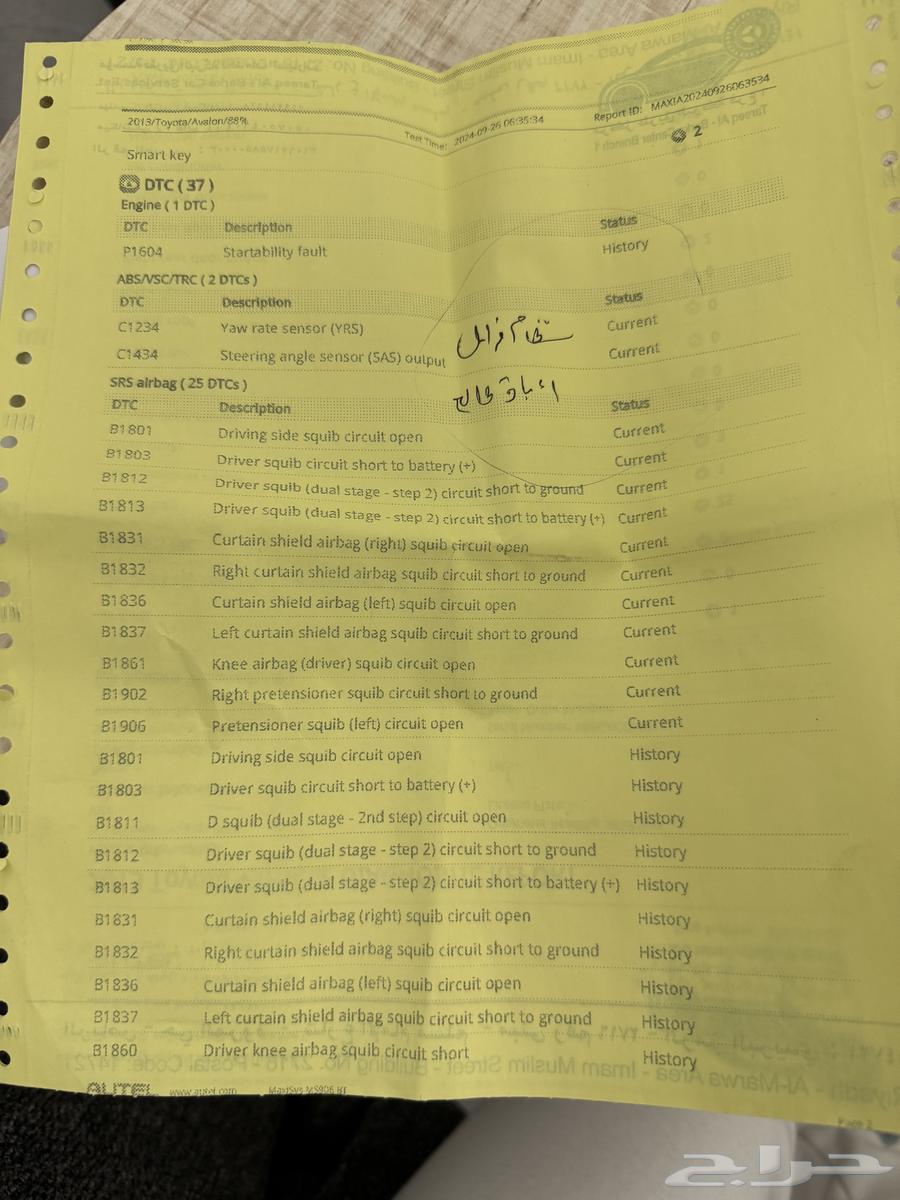 2013/Toyota/Avalon/88% Test Time: 2024-09-26 06:35:34 Report ID: MAXIA20240926063534
Smart key 2
DTC ( 37 )
Engine ( 1 DTC )
DTC Description Status
P1604 Startability fault History
ABS/VSC/TRC ( 2 DTCs )
DTC Description Status
C1234 Yaw rate sensor (YRS) Current
نظام فرامل
C1434 Steering angle sensor (SAS) output Current
SRS airbag ( 25 DTCs )
DTC Description Status
B1801 Driving side squib circuit open Current
B1803 Driver squib circuit short to battery (+) Current
B1812 Driver squib (dual stage - step 2) circuit short to ground Current
B1813 Driver squib (dual stage - step 2) circuit short to battery (+) Current
B1831 Curtain shield airbag (right) squib circuit open Current
B1832 Right curtain shield airbag squib circuit short to ground Current
B1836 Curtain shield airbag (left) squib circuit open Current
B1837 Left curtain shield airbag squib circuit short to ground Current
B1861 Knee airbag (driver) squib circuit open Current
B1902 Right pretensioner squib circuit short to ground Current
B1906 Pretensioner squib (left) circuit open Current
B1801 Driving side squib circuit open History
B1803 Driver squib circuit short to battery (+) History
B1811 D squib (dual stage - 2nd step) circuit open History
B1812 Driver squib (dual stage - step 2) circuit short to ground History
B1813 Driver squib (dual stage - step 2) circuit short to battery (+) History
B1831 Curtain shield airbag (right) squib circuit open History
B1832 Right curtain shield airbag squib circuit short to ground History
B1836 Curtain shield airbag (left) squib circuit open History
B1837 Left curtain shield airbag squib circuit short to ground History
B1860 Driver knee airbag squib circuit short History
AUTEL www.autel.com MaxiSys MS906 BT
حراج